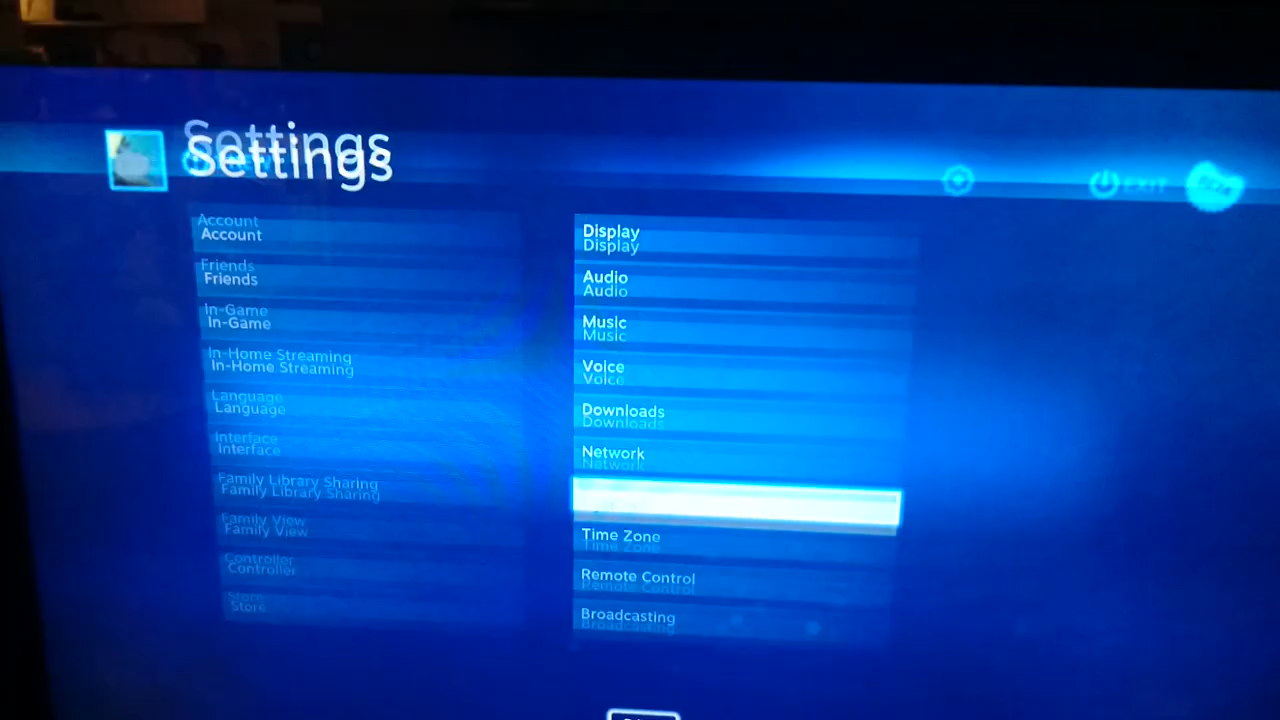 Settings
Account
Friends
In-Game
In-Home Streaming
Language
Interface
Family Library Sharing
Family View
Controller
Store
Display
Audio
Music
Voice
Downloads
Network
Time Zone
Remote Control
Broadcasting
EXIT